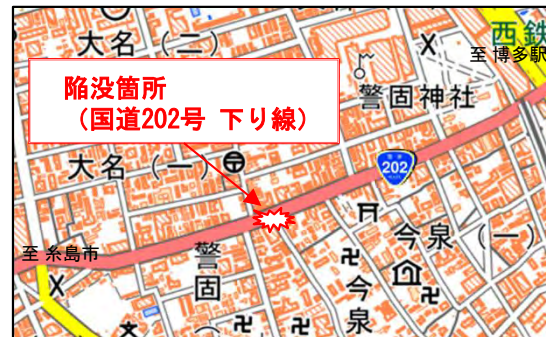 西鉄
大名（二）
至 博多駅
陥没箇所
（国道202号 下り線）
警固神社
大名（一）
国道
202
今泉（一）
至 糸島市
警固
今泉